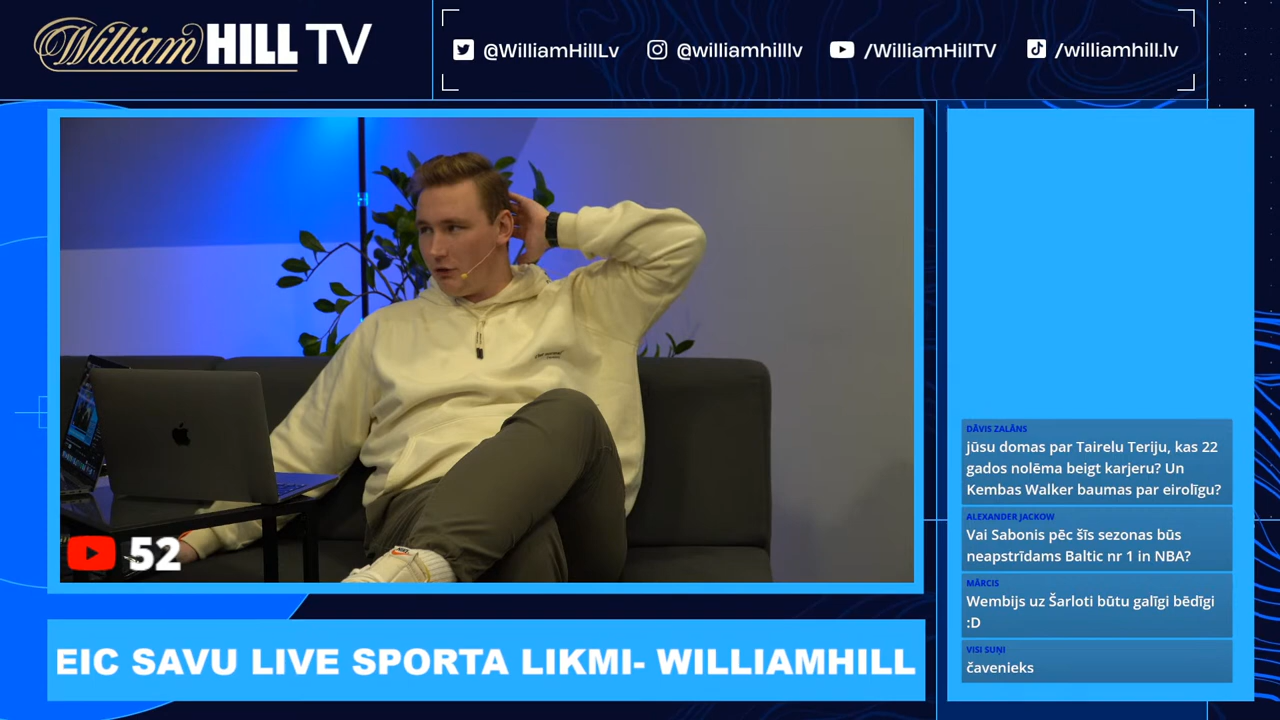 William HILL TV
@WilliamHillLv
@williamhilllv
/WilliamHillTV
/williamhill.lv
52
EIC SAVU LIVE SPORTA LIKMI- WILLIAMHILL
DĀVIS ZALĀNS
jūsu domas par Tairelu Teriju, kas 22
gados nolēma beigt karjeru? Un
Kembas Walker baumas par eirolīgu?
ALEXANDER JACKOW
Vai Sabonis pēc šīs sezonas būs
neapstrīdams Baltic nr 1 in NBA?
MĀRCIS
Wembijs uz Šarloti būtu galīgi bēdīgi
:D
VISI SUŅI
čavenieks